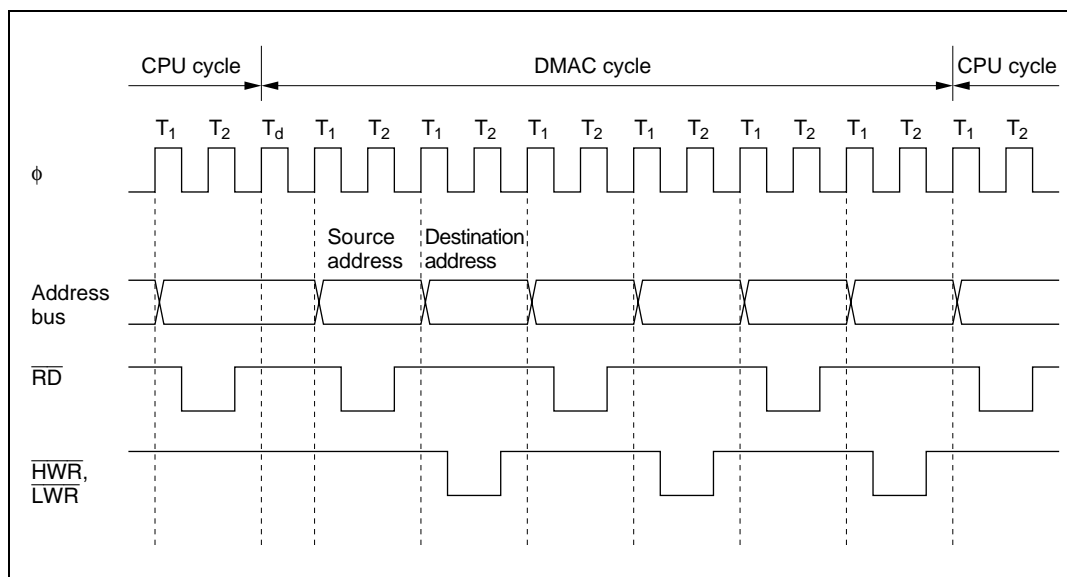 CPU cycle DMAC cycle CPU cycle
T1 T2 Td T1 T2 T1 T2 T1 T2 T1 T2 T1 T2 T1 T2 T1 T2
ϕ
Source address
Destination address
Address bus
RD
HWR,
LWR